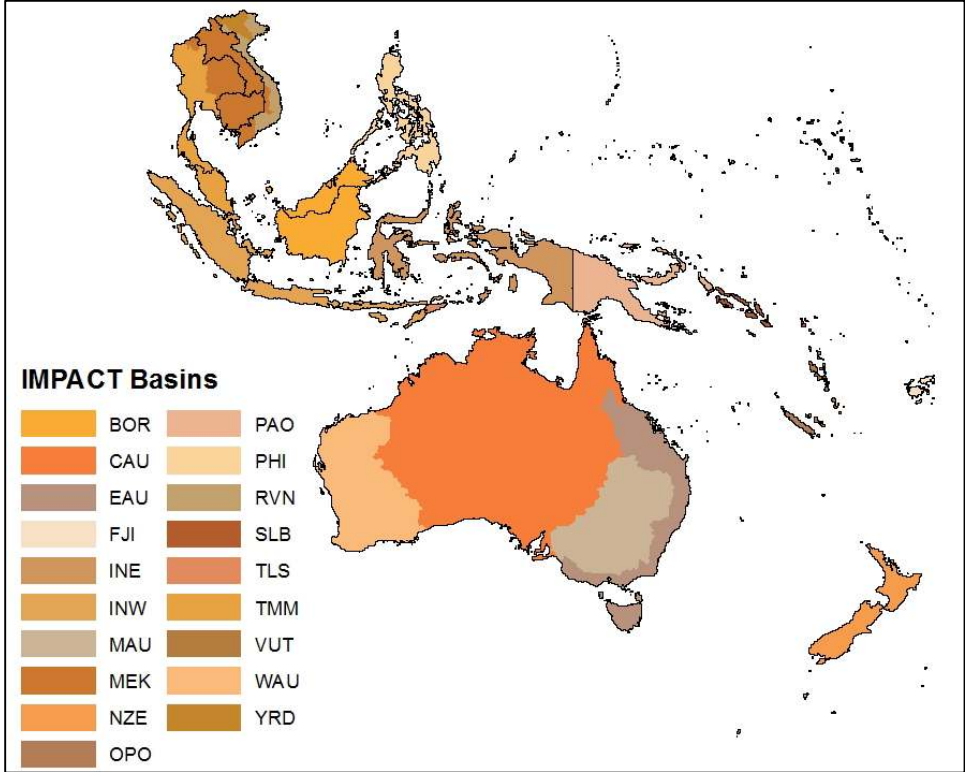 IMPACT Basins
BOR PAO
CAU PHI
EAU RVN
FJI SLB
INE TLS
INW TMM
MAU VUT
MEK WAU
NZE YRD
OPO